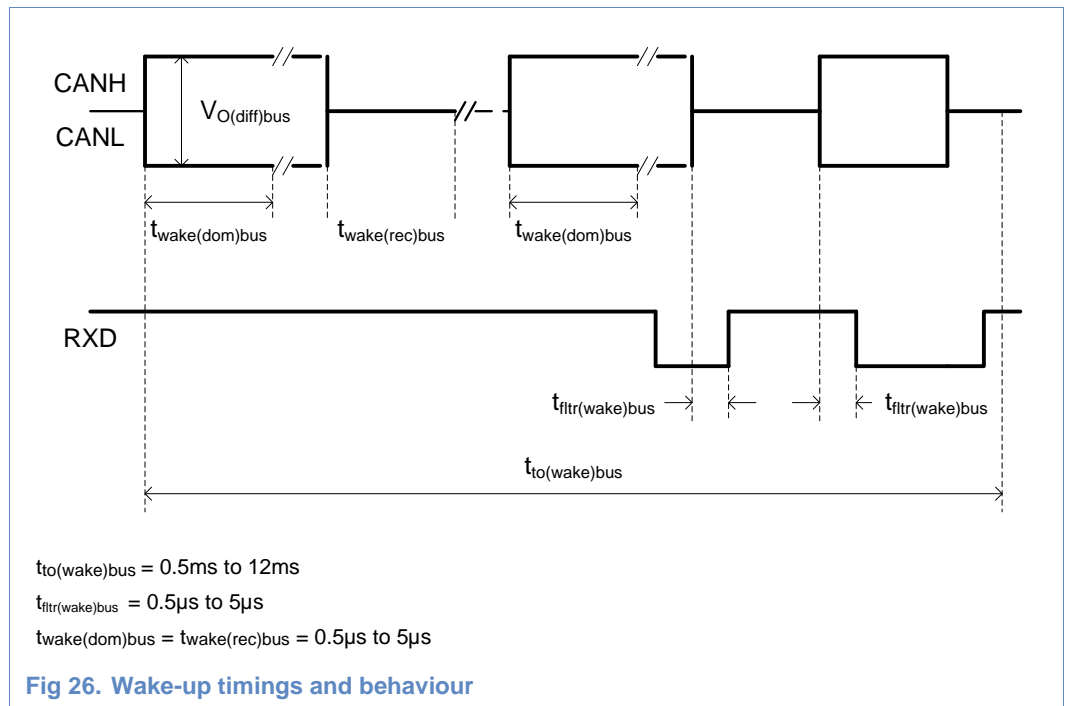 CANH
CANL
VO(diff)bus
twake(dom)bus
twake(rec)bus
twake(dom)bus
RXD
tfltr(wake)bus
tfltr(wake)bus
tto(wake)bus
tto(wake)bus = 0.5ms to 12ms
tfltr(wake)bus = 0.5µs to 5µs
twake(dom)bus = twake(rec)bus = 0.5µs to 5µs
Fig 26. Wake-up timings and behaviour